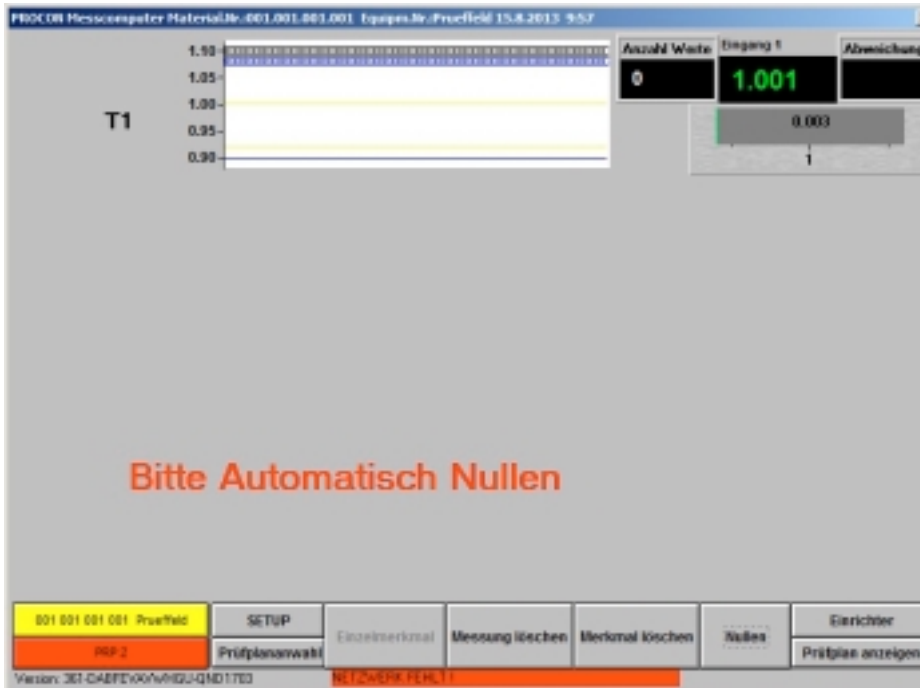 PROCON Messcomputer Material.Nr.:001.001.001.001 Equipm.Nr.:Prueffeld 15.8.2013 9:57
Anzahl Werte
Eingang 1
Abweichung
0
1.001
1.10
1.05
1.00
0.95
0.90
T1
0.003
1
Bitte Automatisch Nullen
001 001 001 001 Prueffeld
SETUP
Einzelmerkmal
Messung löschen
Merkmal löschen
Nullen
Einrichter
PRP 2
Prüfplananwahl
Prüfplan anzeigen
Version:
NETZWERK FEHLT !